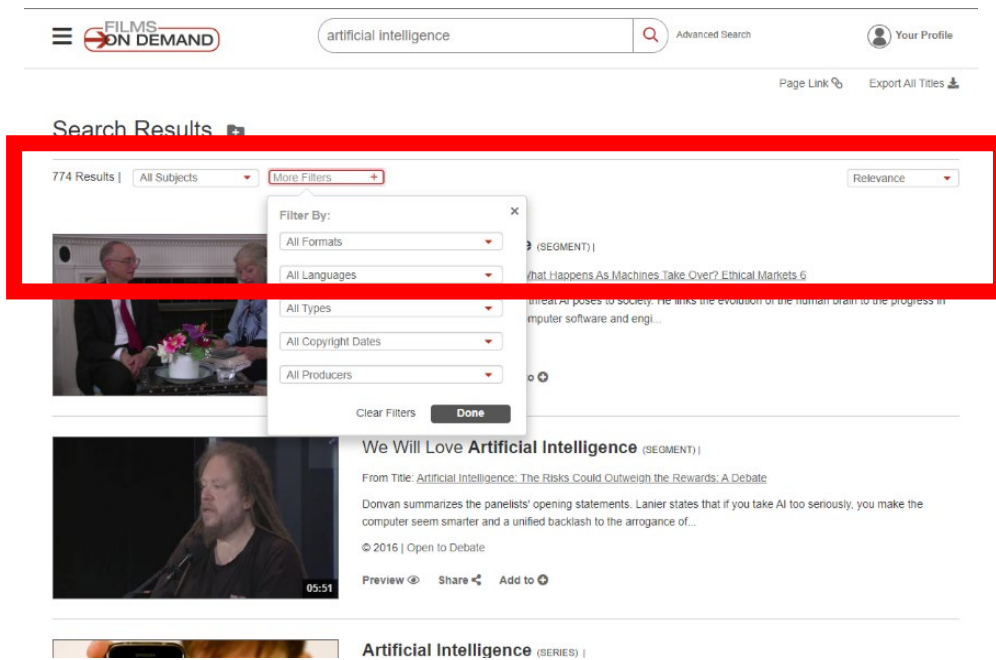 FILMS
ON DEMAND
artificial intelligence
Advanced Search
Your Profile
Page Link
Export All Titles
Search Results
774 Results |
All Subjects
More Filters +
Relevance
Filter By:
×
All Formats
(SEGMENT) |
All Languages
What Happens As Machines Take Over? Ethical Markets 6
threat AI poses to society. He links the evolution of the human brain to the progress in
All Types
mputer software and engi...
All Copyright Dates
All Producers
o
Clear Filters
Done
We Will Love Artificial Intelligence (SEGMENT) |
From Title: Artificial Intelligence: The Risks Could Outweigh the Rewards: A Debate
Donvan summarizes the panelists' opening statements. Lanier states that if you take AI too seriously, you make the
computer seem smarter and a unified backlash to the arrogance of...
© 2016 | Open to Debate
Preview
Share
Add to
05:51
Artificial Intelligence (SERIES) |